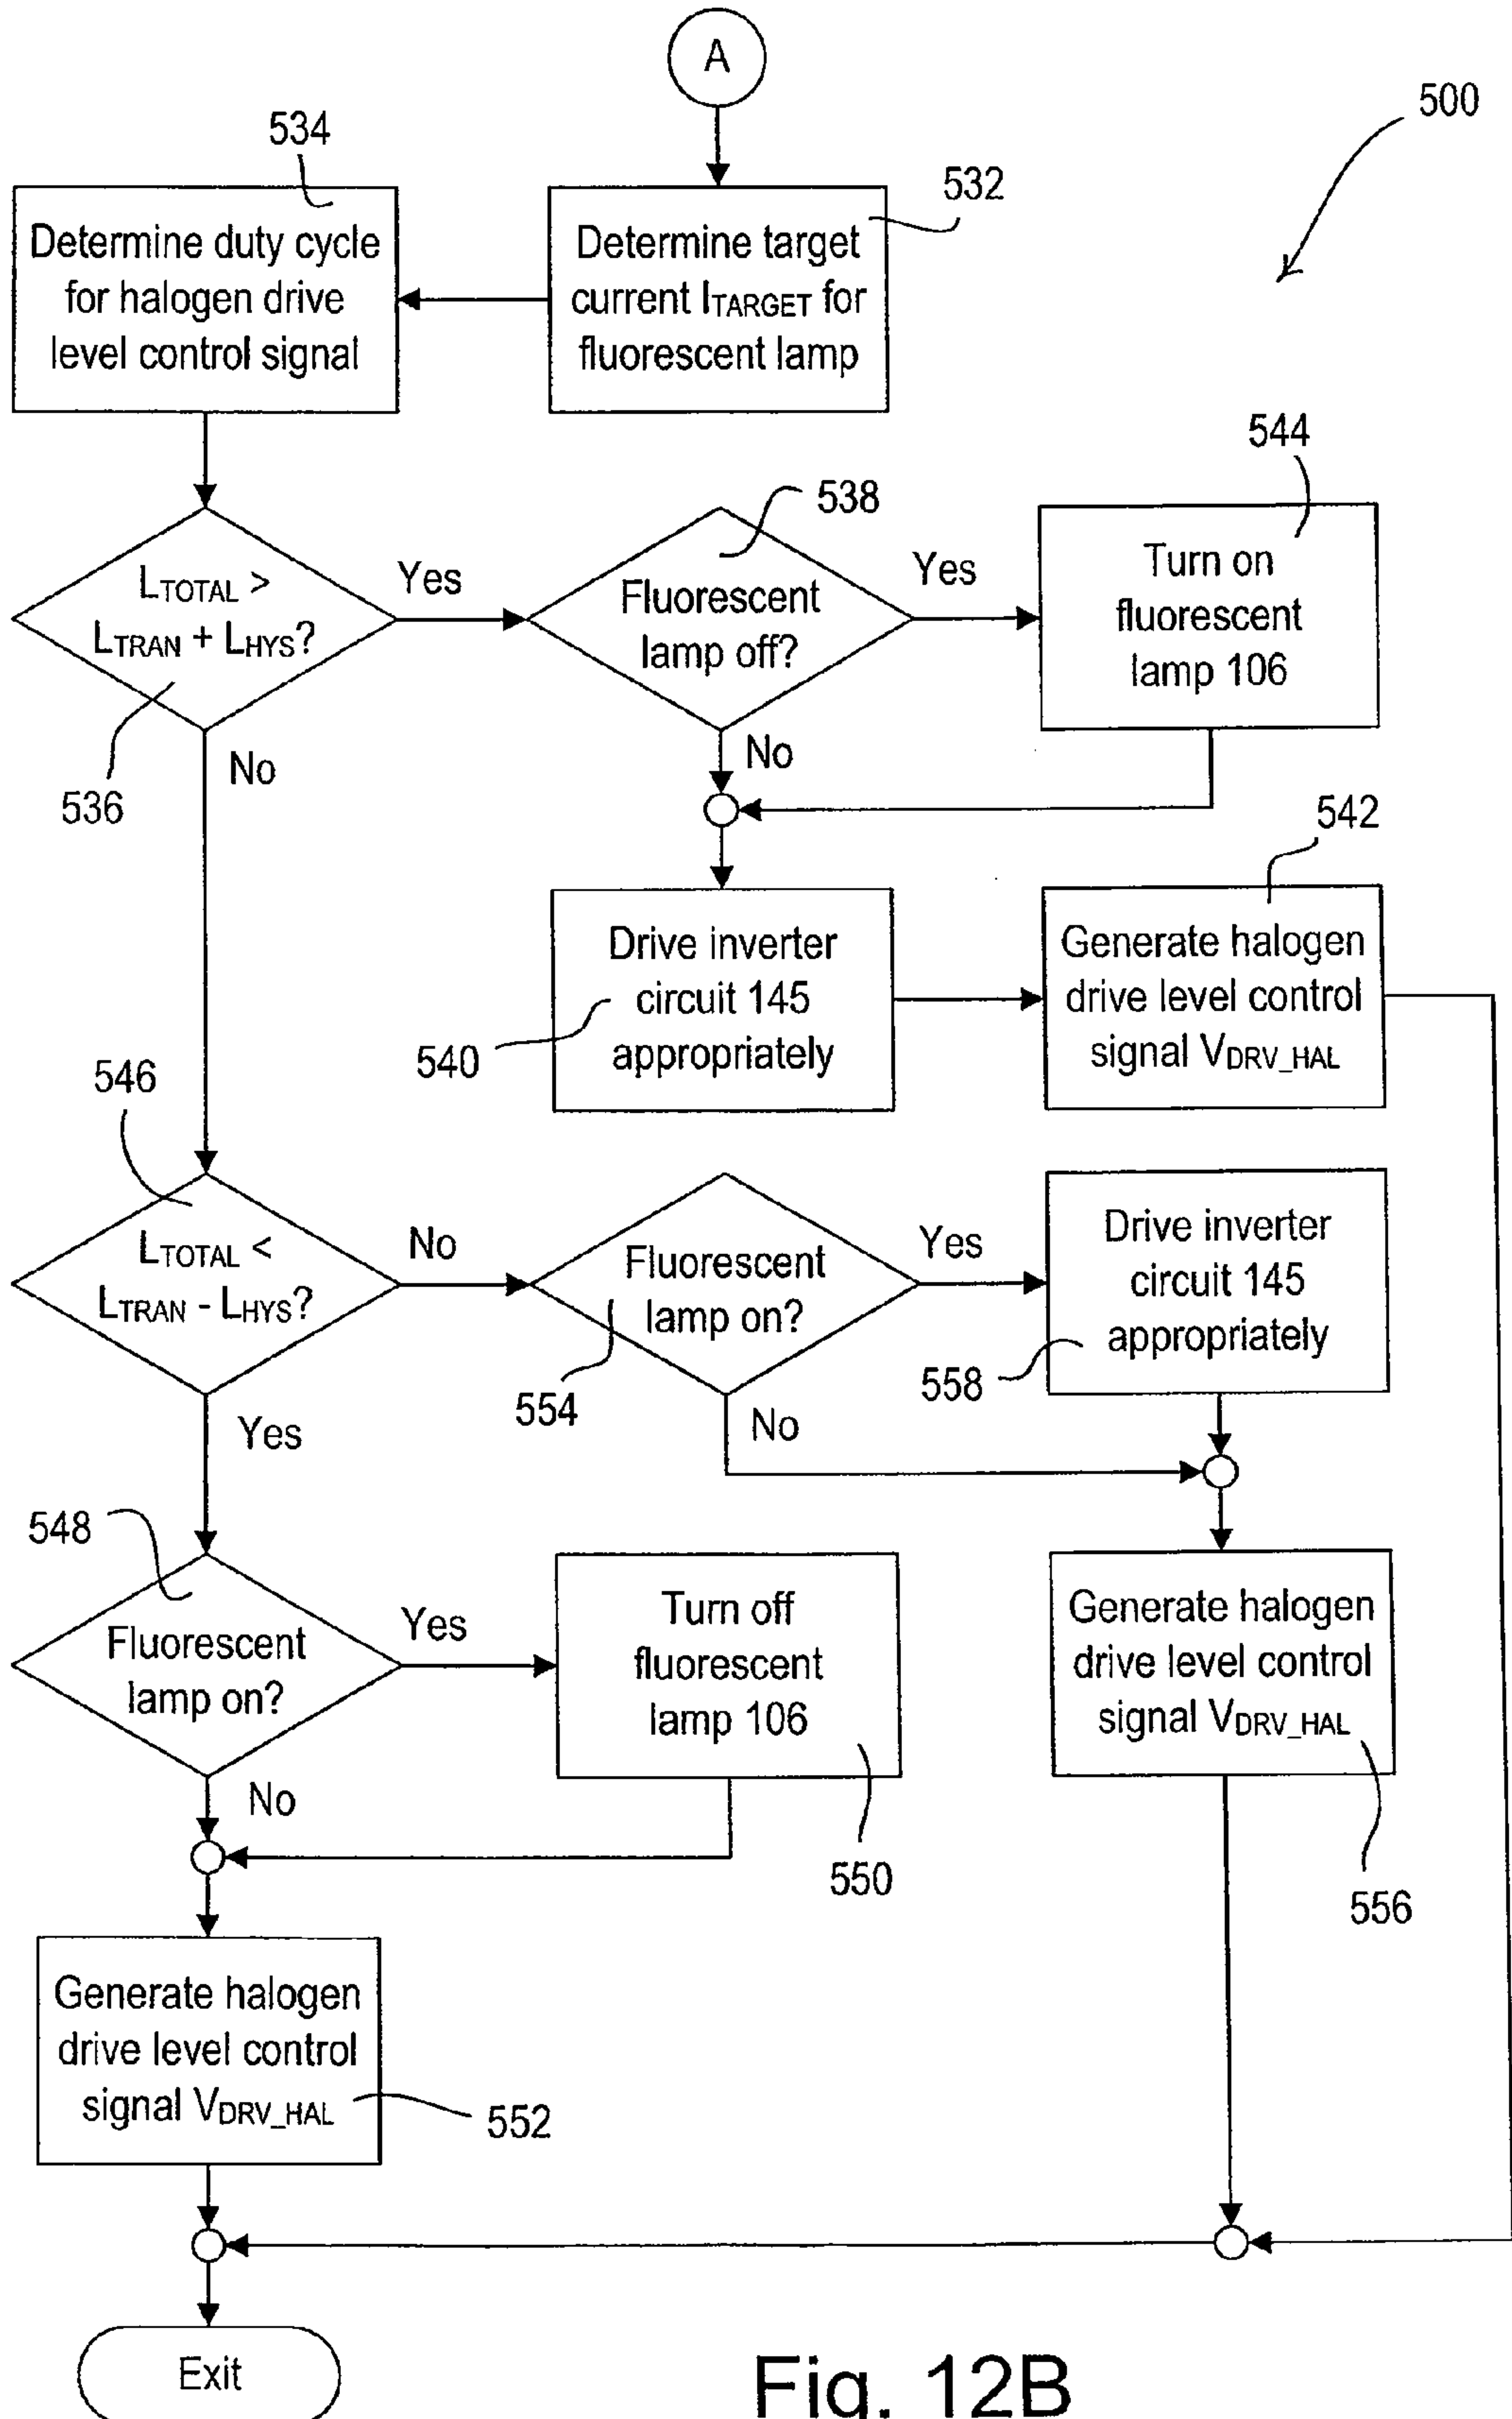 A
500
534
532
Determine duty cycle
for halogen drive
level control signal
Determine target
current ITARGET for
fluorescent lamp
544
538
LTOTAL >
LTRAN + LHYS?
Yes
Fluorescent
lamp off?
Yes
Turn on
fluorescent
lamp 106
536
No
No
542
Drive inverter
circuit 145
appropriately
540
Generate halogen
drive level control
signal VDRV_HAL
546
LTOTAL <
LTRAN - LHYS?
No
Fluorescent
lamp on?
Yes
Drive inverter
circuit 145
appropriately
554
558
Yes
No
548
Fluorescent
lamp on?
Yes
Turn off
fluorescent
lamp 106
Generate halogen
drive level control
signal VDRV_HAL
No
550
556
Generate halogen
drive level control
signal VDRV_HAL
552
Exit
Fig. 12B